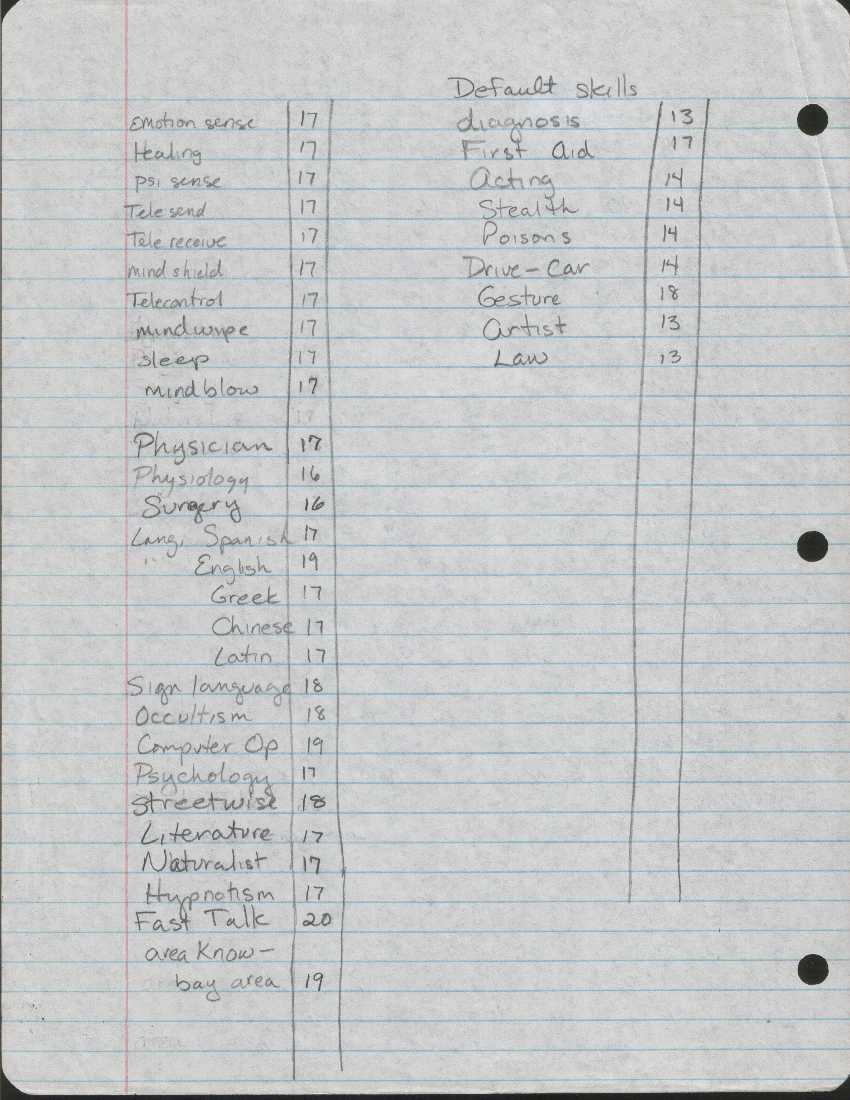 Emotion sense 17
Healing 17
psi sense 17
Tele send 17
Tele receive 17
mind shield 17
Telecontrol 17
mindwipe 17
sleep 17
mindblow 17
17
Physician 17
Physiology 16
Surgery 16
Lang, Spanish 17
" English 19
Greek 17
Chinese 17
Latin 17
Sign language 18
Occultism 18
Computer Op 19
Psychology 17
Streetwise 18
Literature 17
Naturalist 17
Hypnotism 17
Fast Talk 20
area Know-
bay area 19
Default skills
diagnosis 13
First Aid 17
Acting 14
Stealth 14
Poisons 14
Drive-Car 14
Gesture 18
Artist 13
Law 13